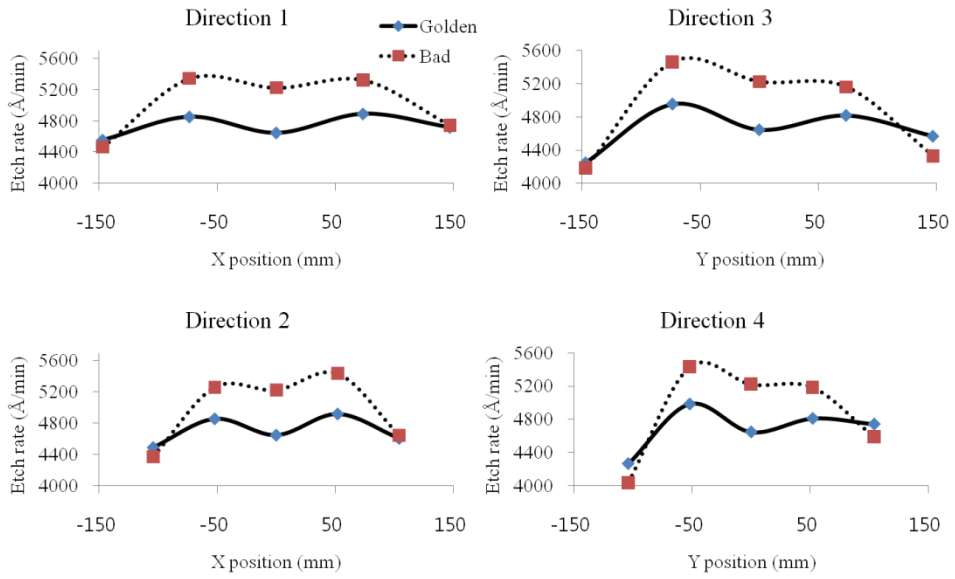 Direction 1
Golden
Bad
Etch rate (Å/min)
5600
5200
4800
4400
4000
-150
-50
50
150
X position (mm)
Direction 3
Etch rate (Å/min)
5600
5200
4800
4400
4000
-150
-50
50
150
Y position (mm)
Direction 2
Etch rate (Å/min)
5600
5200
4800
4400
4000
-150
-50
50
150
X position (mm)
Direction 4
Etch rate (Å/min)
5600
5200
4800
4400
4000
-150
-50
50
150
Y position (mm)